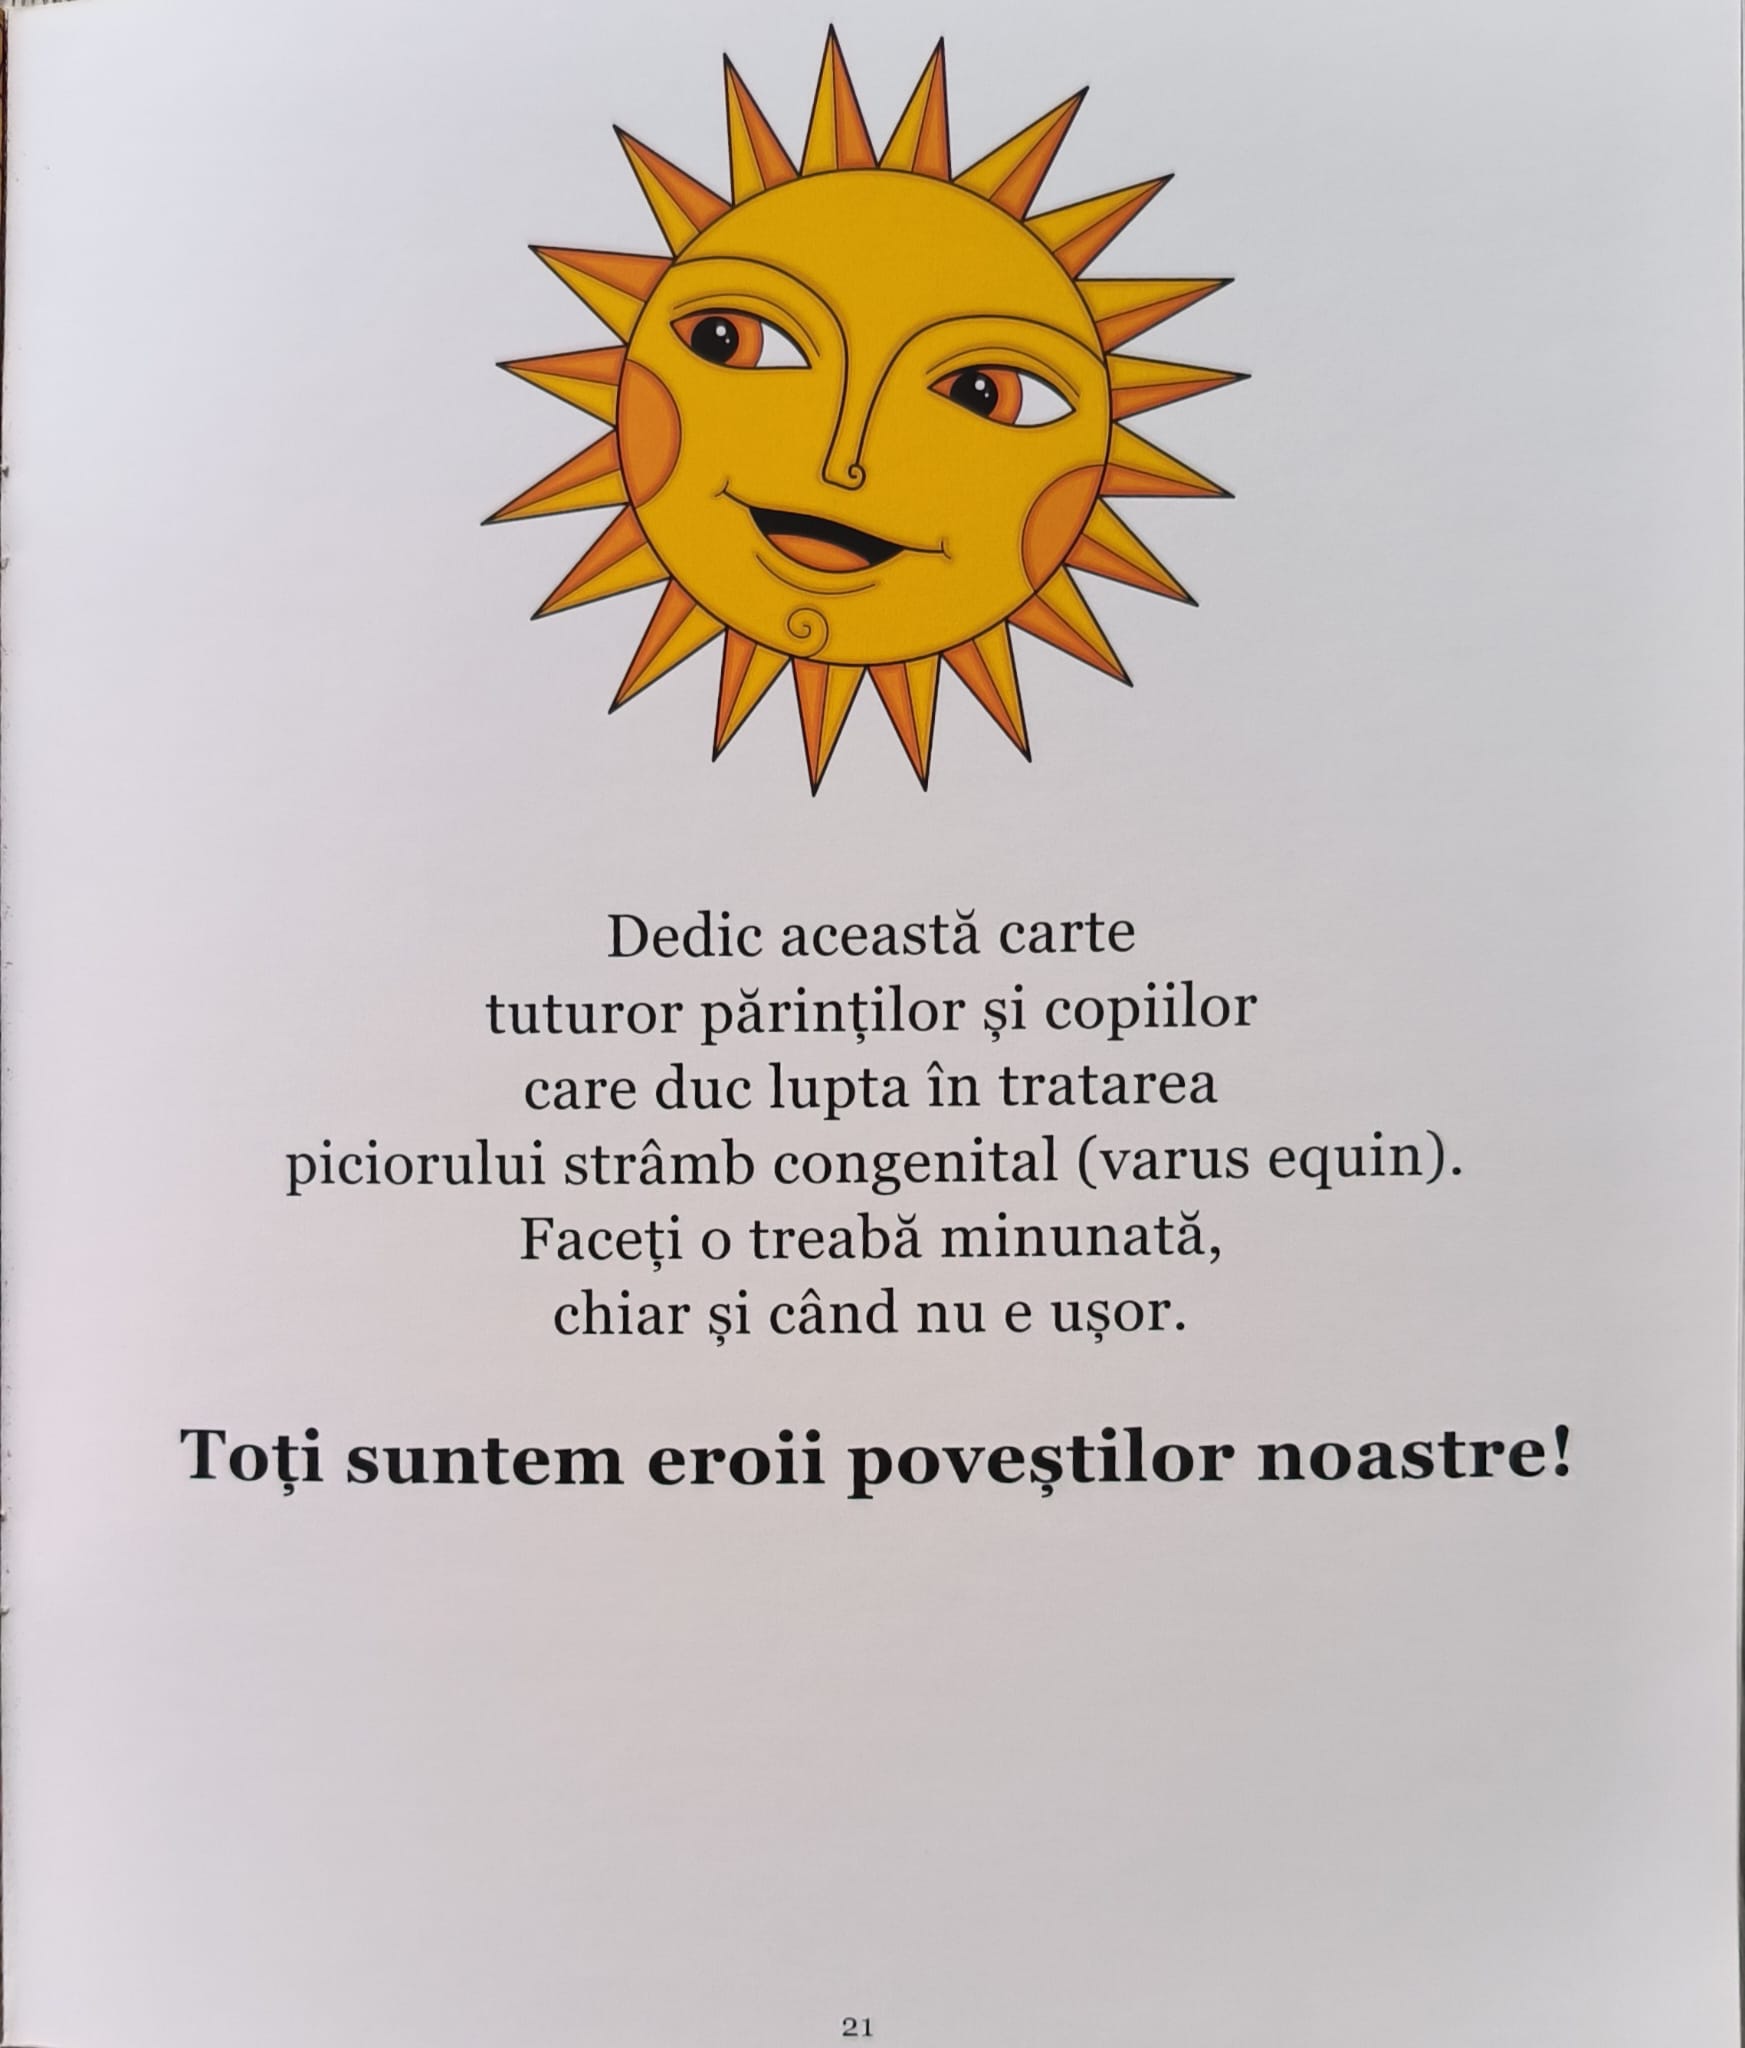 Dedic această carte
tuturor părinților și copiilor
care duc lupta în tratarea
piciorului strâmb congenital (varus equin).
Faceți o treabă minunată,
chiar și când nu e ușor.
Toți suntem eroii poveștilor noastre!
21